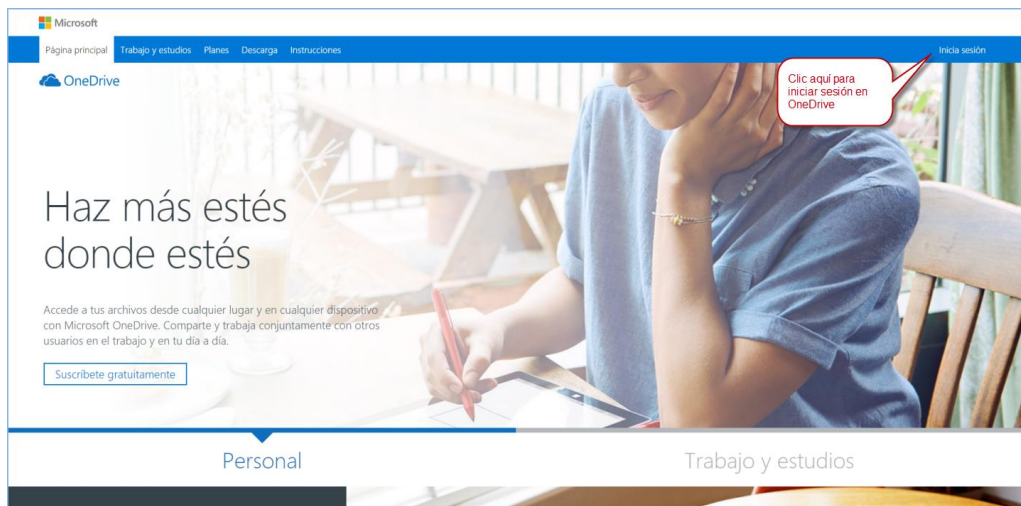 Microsoft
Página principal Trabajo y estudios Planes Descarga Instrucciones Inicia sesión
OneDrive
Clic aquí para
iniciar sesión en
OneDrive
Haz más estés
donde estés
Accede a tus archivos desde cualquier lugar y en cualquier dispositivo
con Microsoft OneDrive. Comparte y trabaja conjuntamente con otros
usuarios en el trabajo y en tu día a día.
Suscríbete gratuitamente
Personal Trabajo y estudios